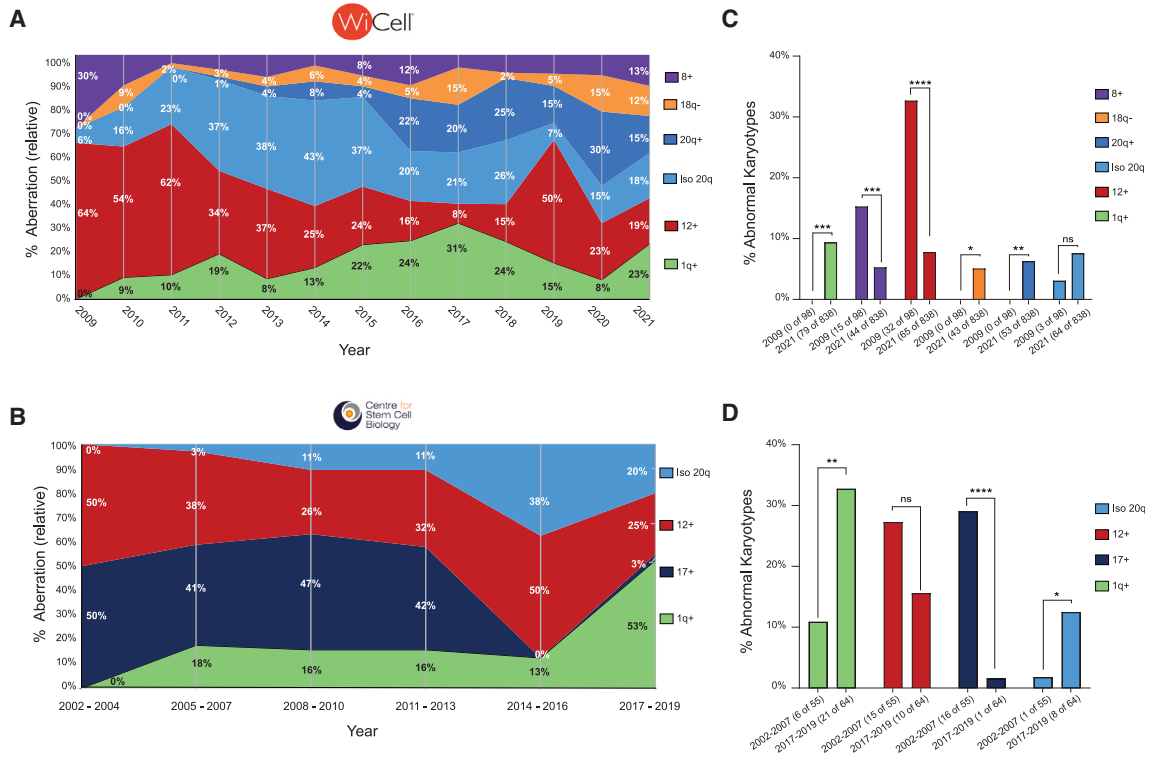 A
WiCell
% Aberration (relative)
100%
90%
80%
70%
60%
50%
40%
30%
20%
10%
0%
30% 0% 0% 6% 64% 0%
9% 0% 16% 54% 9%
2% 0% 23% 62% 10%
3% 1% 37% 34% 19%
4% 4% 38% 37% 8%
6% 8% 43% 25% 13%
8% 4% 4% 37% 24% 22%
12% 5% 22% 20% 16% 24%
15% 20% 21% 8% 31%
2% 25% 26% 15% 24%
5% 15% 7% 50% 15%
15% 30% 15% 23% 8%
13% 12% 15% 18% 19% 23%
8+
18q-
20q+
Iso 20q
12+
1q+
2009 2010 2011 2012 2013 2014 2015 2016 2017 2018 2019 2020 2021
Year
B
Centre for
Stem Cell
Biology
% Aberration (relative)
100%
90%
80%
70%
60%
50%
40%
30%
20%
10%
0%
0% 50% 50% 0%
3% 38% 41% 18%
11% 26% 47% 16%
11% 32% 42% 16%
38% 50% 0% 13%
20% 25% 3% 53%
Iso 20q
12+
17+
1q+
2002 - 2004 2005 - 2007 2008 - 2010 2011 - 2013 2014 - 2016 2017 - 2019
Year
C
% Abnormal Karyotypes
40%
30%
20%
10%
0%
*** *** **** * ** ns
2009 (0 of 98)
2021 (79 of 838)
2009 (15 of 98)
2021 (44 of 838)
2009 (32 of 98)
2021 (65 of 838)
2009 (0 of 98)
2021 (43 of 838)
2009 (0 of 98)
2021 (53 of 838)
2009 (3 of 98)
2021 (64 of 838)
8+
18q-
20q+
Iso 20q
12+
1q+
D
% Abnormal Karyotypes
40%
30%
20%
10%
0%
** ns **** *
2002-2007 (6 of 55)
2017-2019 (21 of 64)
2002-2007 (15 of 55)
2017-2019 (10 of 64)
2002-2007 (16 of 55)
2017-2019 (1 of 64)
2002-2007 (1 of 55)
2017-2019 (8 of 64)
Iso 20q
12+
17+
1q+